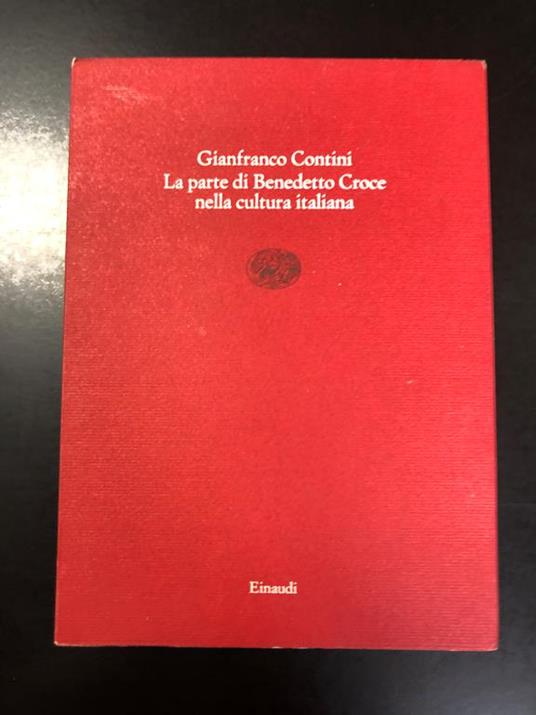 Gianfranco Contini
La parte di Benedetto Croce
nella cultura italiana
Einaudi